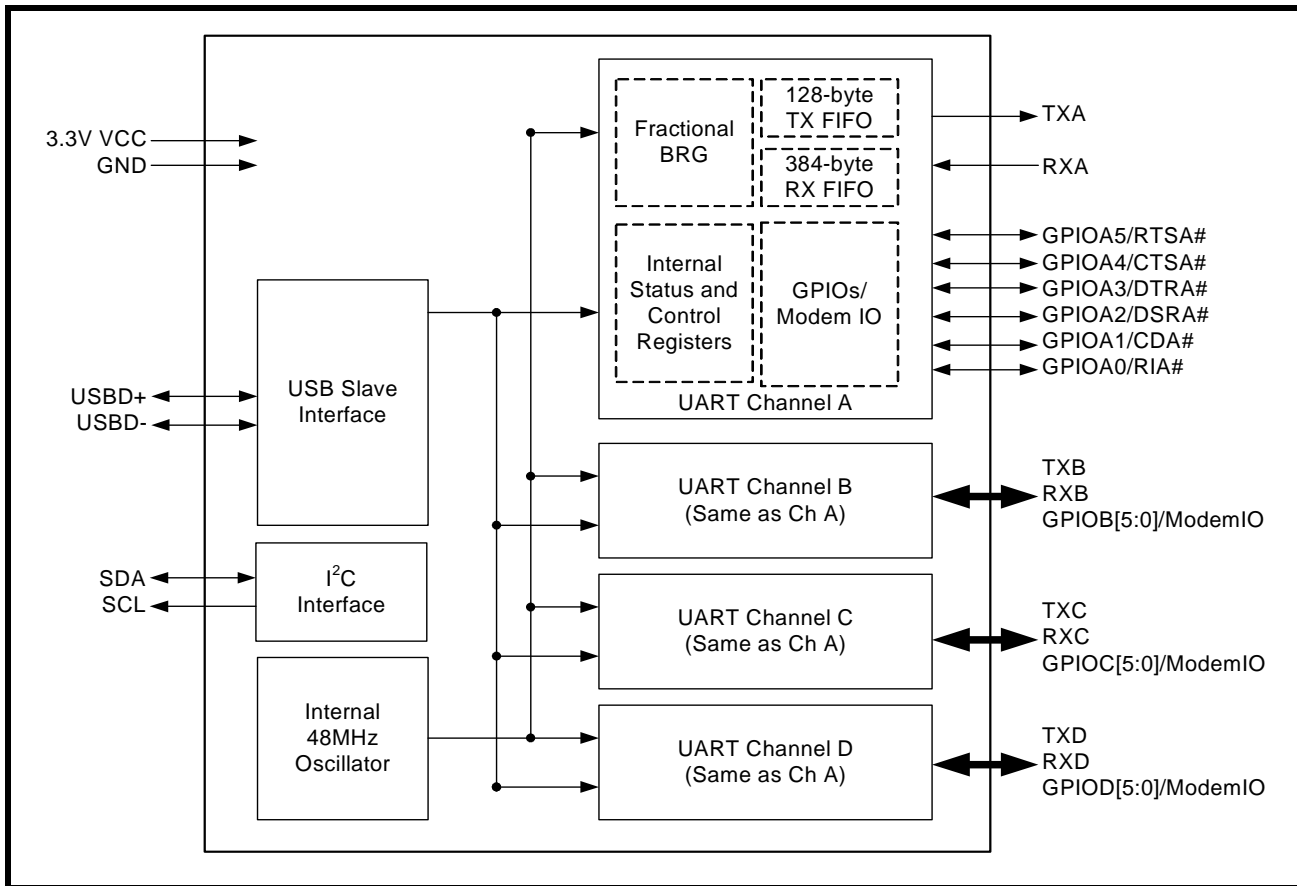 3.3V VCC
GND
USBD+
USBD-
SDA
SCL
USB Slave
Interface
I²C
Interface
Internal
48MHz
Oscillator
Fractional
BRG
128-byte
TX FIFO
384-byte
RX FIFO
Internal
Status and
Control
Registers
GPIOs/
Modem IO
UART Channel A
UART Channel B
(Same as Ch A)
UART Channel C
(Same as Ch A)
UART Channel D
(Same as Ch A)
TXA
RXA
GPIOA5/RTSA#
GPIOA4/CTSA#
GPIOA3/DTRA#
GPIOA2/DSRA#
GPIOA1/CDA#
GPIOA0/RIA#
TXB
RXB
GPIOB[5:0]/ModemIO
TXC
RXC
GPIOC[5:0]/ModemIO
TXD
RXD
GPIOD[5:0]/ModemIO